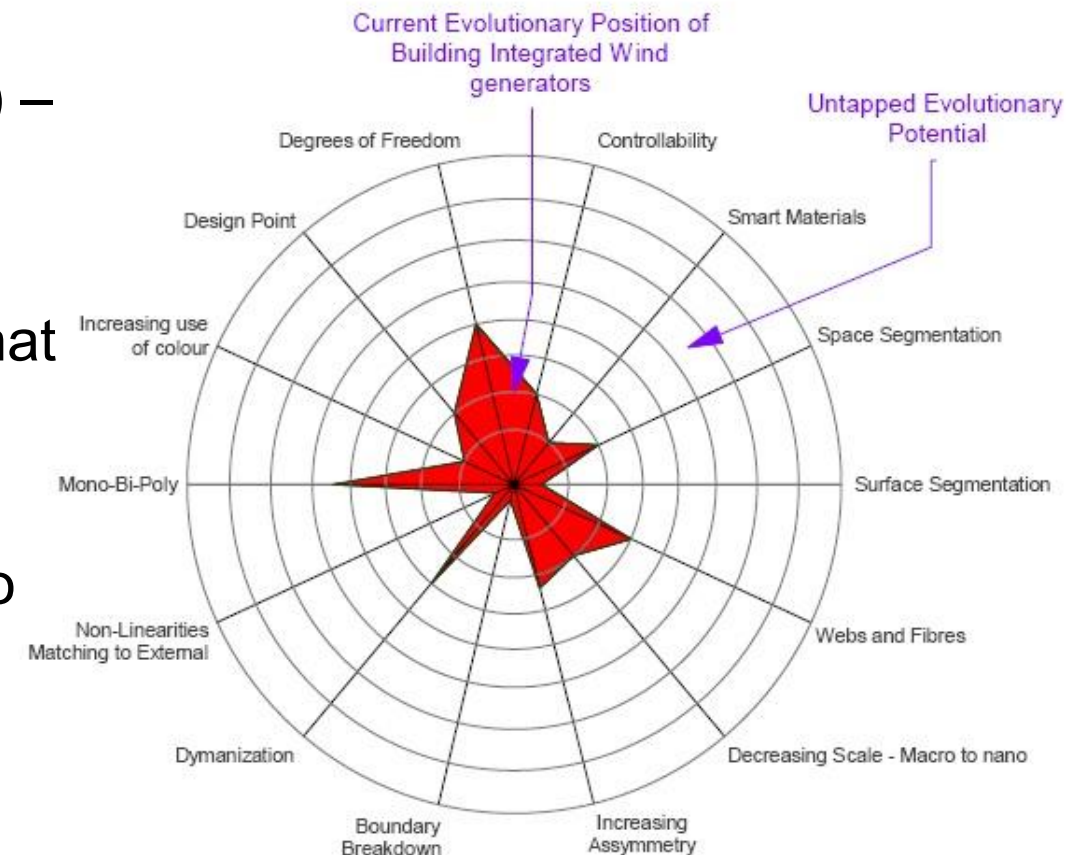 Current Evolutionary Position of
Building Integrated Wind
generators
) –
Untapped Evolutionary
Potential
Degrees of Freedom
Controllability
Design Point
Smart Materials
Increasing use
of colour
hat
Space Segmentation
Mono-Bi-Poly
Surface Segmentation
o
Non-Linearities
Matching to External
Webs and Fibres
Dymanization
Decreasing Scale - Macro to nano
Boundary
Breakdown
Increasing
Assymmetry